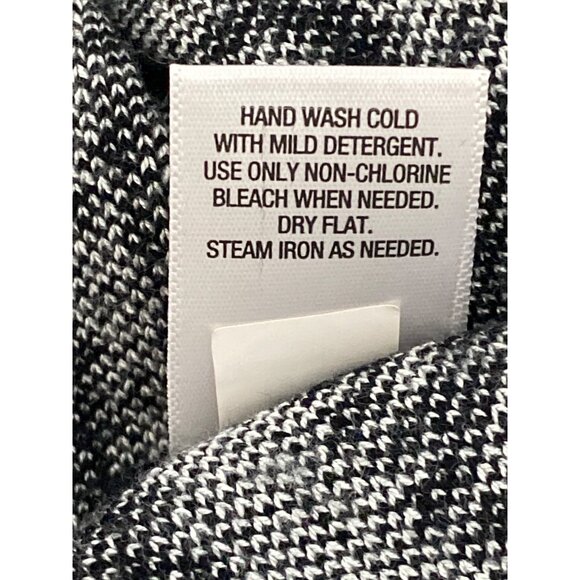 HAND WASH COLD
WITH MILD DETERGENT.
USE ONLY NON-CHLORINE
BLEACH WHEN NEEDED.
DRY FLAT.
STEAM IRON AS NEEDED.